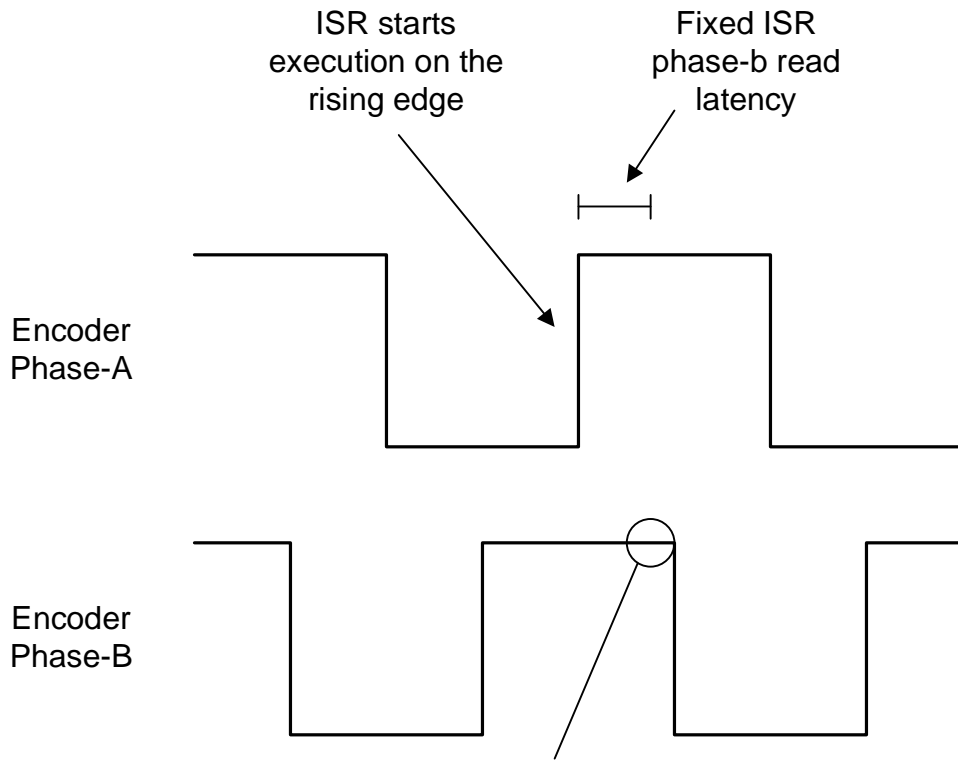 ISR starts
execution on the
rising edge
Fixed ISR
phase-b read
latency
Encoder
Phase-A
Encoder
Phase-B